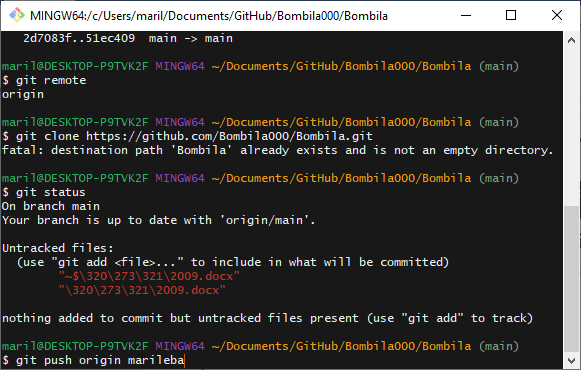 MINGW64:/c/Users/maril/Documents/GitHub/Bombila000/Bombila
2d7083f..51ec409  main -> main
maril@DESKTOP-P9TVK2F MINGW64 ~/Documents/GitHub/Bombila000/Bombila (main)
$ git remote
origin
maril@DESKTOP-P9TVK2F MINGW64 ~/Documents/GitHub/Bombila000/Bombila (main)
$ git clone https://github.com/Bombila000/Bombila.git
fatal: destination path 'Bombila' already exists and is not an empty directory.
maril@DESKTOP-P9TVK2F MINGW64 ~/Documents/GitHub/Bombila000/Bombila (main)
$ git status
On branch main
Your branch is up to date with 'origin/main'.
Untracked files:
(use "git add <file>..." to include in what will be committed)
"~$\320\273\321\2009.docx"
"\320\273\321\2009.docx"
nothing added to commit but untracked files present (use "git add" to track)
maril@DESKTOP-P9TVK2F MINGW64 ~/Documents/GitHub/Bombila000/Bombila (main)
$ git push origin marileba